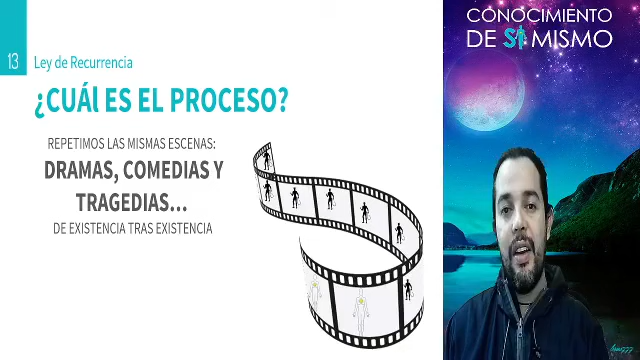 13
Ley de Recurrencia
¿CUÁl ES EL PROCESO?
REPETIMOS LAS MISMAS ESCENAS:
DRAMAS, COMEDIAS Y
TRAGEDIAS...
DE EXISTENCIA TRAS EXISTENCIA
CONOCIMIENTO
DE SÍ MISMO